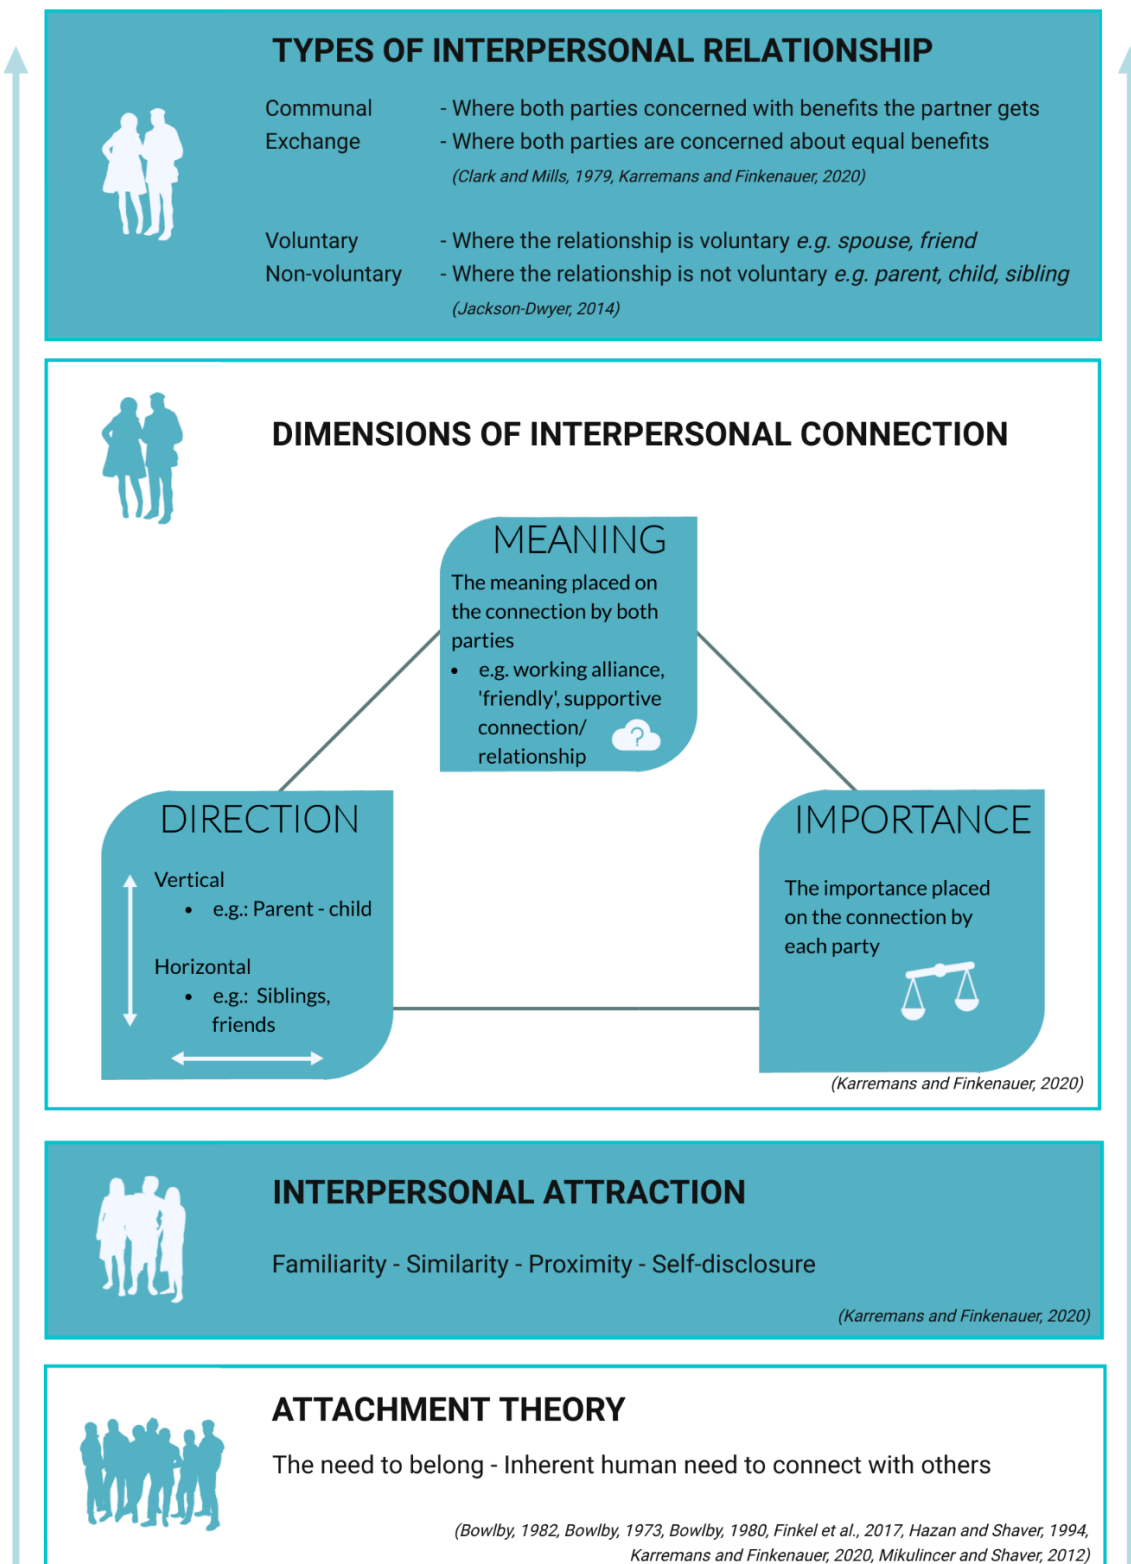 TYPES OF INTERPERSONAL RELATIONSHIP
Communal - Where both parties concerned with benefits the partner gets
Exchange - Where both parties are concerned about equal benefits
(Clark and Mills, 1979, Karremans and Finkenauer, 2020)
Voluntary - Where the relationship is voluntary e.g. spouse, friend
Non-voluntary - Where the relationship is not voluntary e.g. parent, child, sibling
(Jackson-Dwyer, 2014)
DIMENSIONS OF INTERPERSONAL CONNECTION
MEANING
The meaning placed on
the connection by both
parties
• e.g. working alliance,
'friendly', supportive
connection/
relationship
?
DIRECTION
Vertical
• e.g.: Parent - child
Horizontal
• e.g.: Siblings,
friends
IMPORTANCE
The importance placed
on the connection by
each party
(Karremans and Finkenauer, 2020)
INTERPERSONAL ATTRACTION
Familiarity - Similarity - Proximity - Self-disclosure
(Karremans and Finkenauer, 2020)
ATTACHMENT THEORY
The need to belong - Inherent human need to connect with others
(Bowlby, 1982, Bowlby, 1973, Bowlby, 1980, Finkel et al., 2017, Hazan and Shaver, 1994,
Karremans and Finkenauer, 2020, Mikulincer and Shaver, 2012)